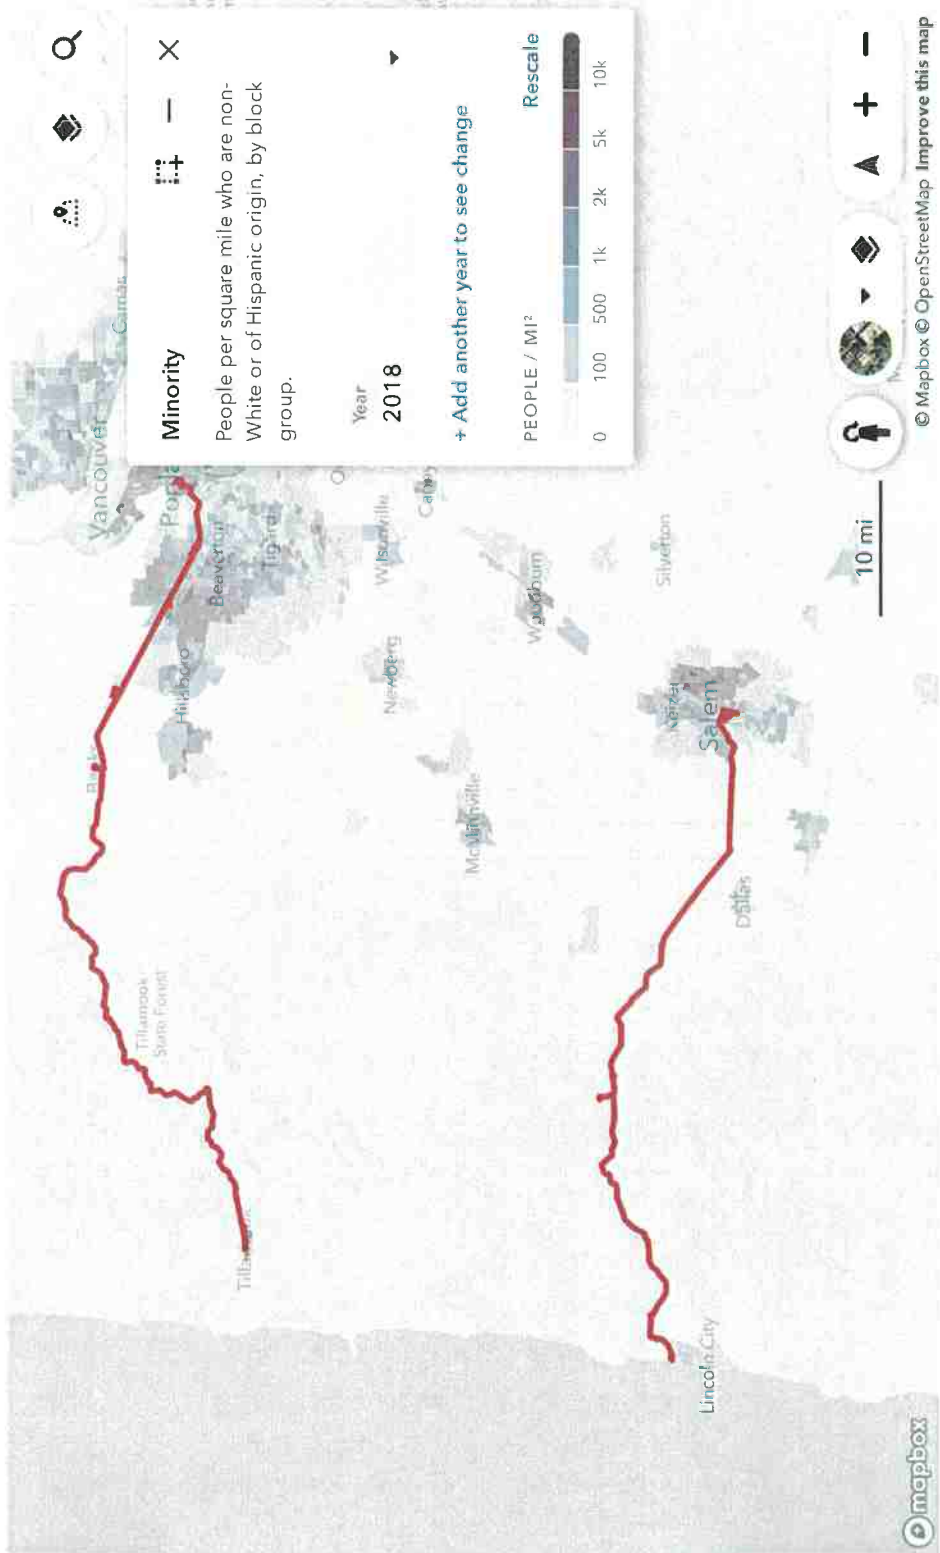 Minority
People per square mile who are non-
White or of Hispanic origin, by block
group.
Year
2018
+ Add another year to see change
PEOPLE / MI²
Rescale
0 100 500 1k 2k 5k 10k
Vancouver
Camas
Beaverton
Tigard
Hillsboro
Banks
Tillamook
State Forest
Wilsonville
Newberg
Canby
Woodburn
McMinnville
Silverton
Keizer
Salem
Dallas
Lincoln City
10 mi
mapbox
© Mapbox © OpenStreetMap Improve this map